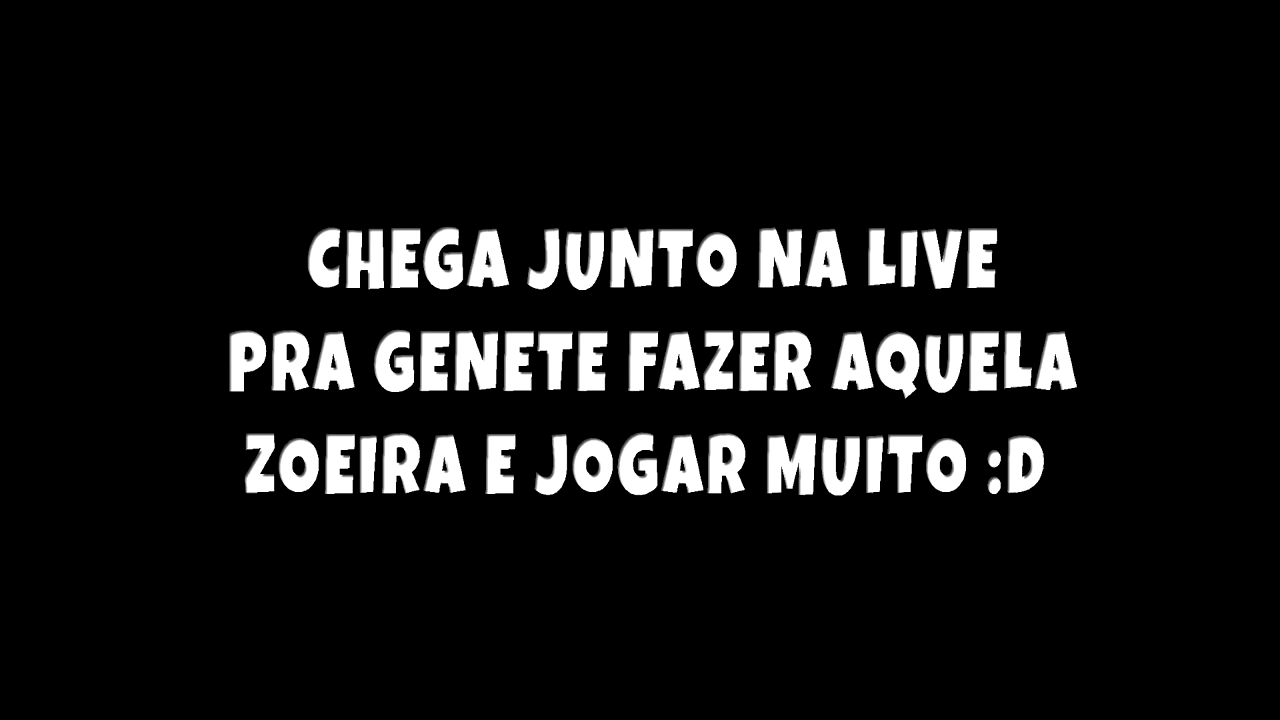 CHEGA JUNTO NA LIVE
PRA GENETE FAZER AQUELA
ZOEIRA E JOGAR MUITO :D